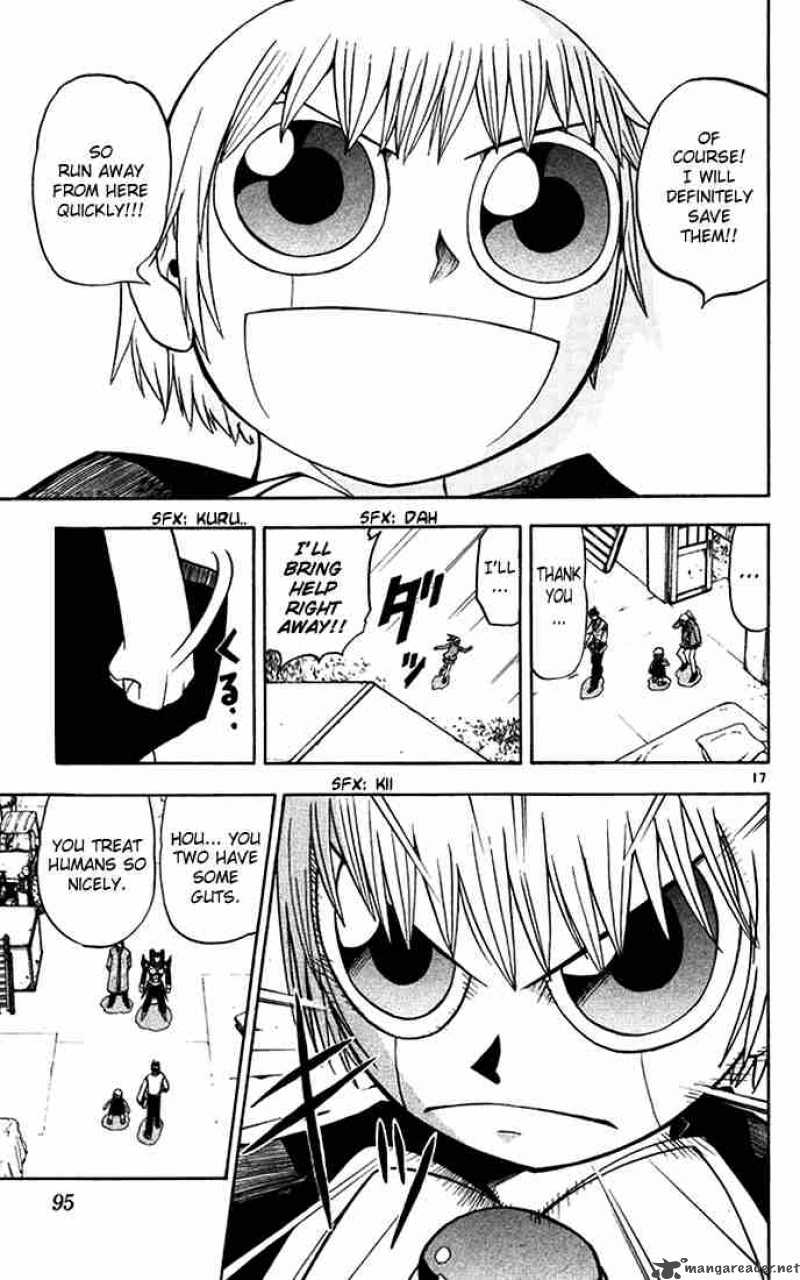 OF
COURSE!
I WILL
DEFINITELY
SAVE
THEM!!
SO
RUN AWAY
FROM HERE
QUICKLY!!!
...
THANK
YOU
...
SFX: DAH
I'LL
...
I'LL
BRING
HELP
RIGHT
AWAY!!
ダッ
SFX: KURU..
くる..
17
SFX: KII
HOU... YOU
TWO HAVE
SOME
GUTS.
YOU TREAT
HUMANS SO
NICELY.
95
mangareader.net